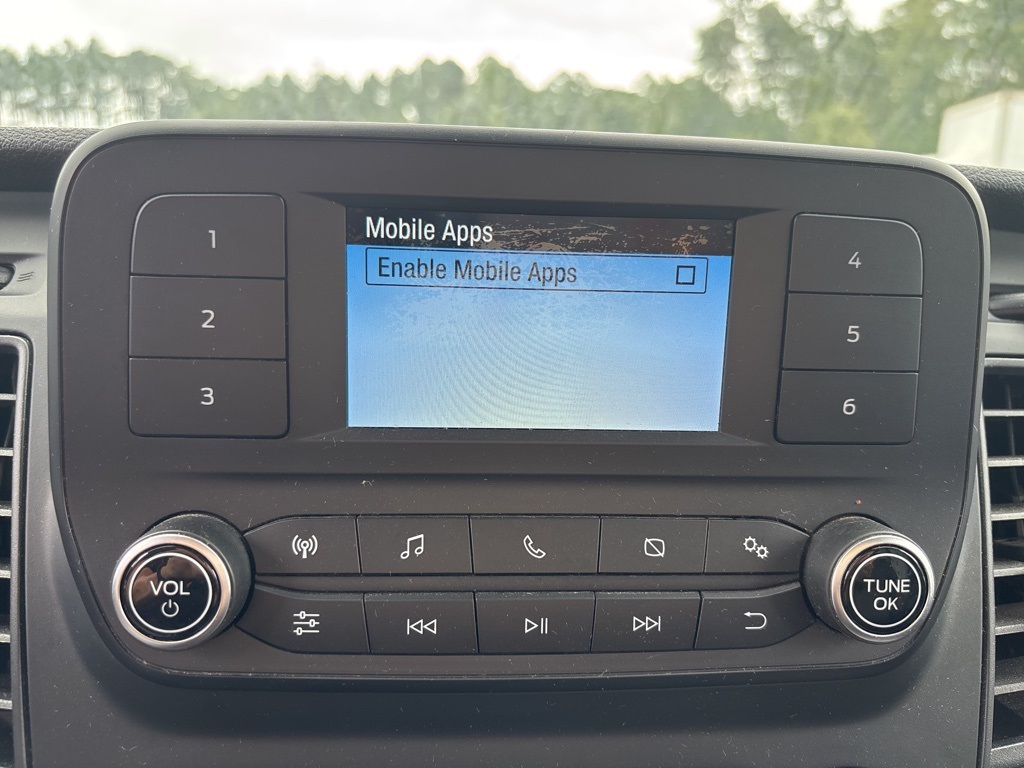 Mobile Apps
Enable Mobile Apps
1
2
3
4
5
6
VOL
TUNE
OK